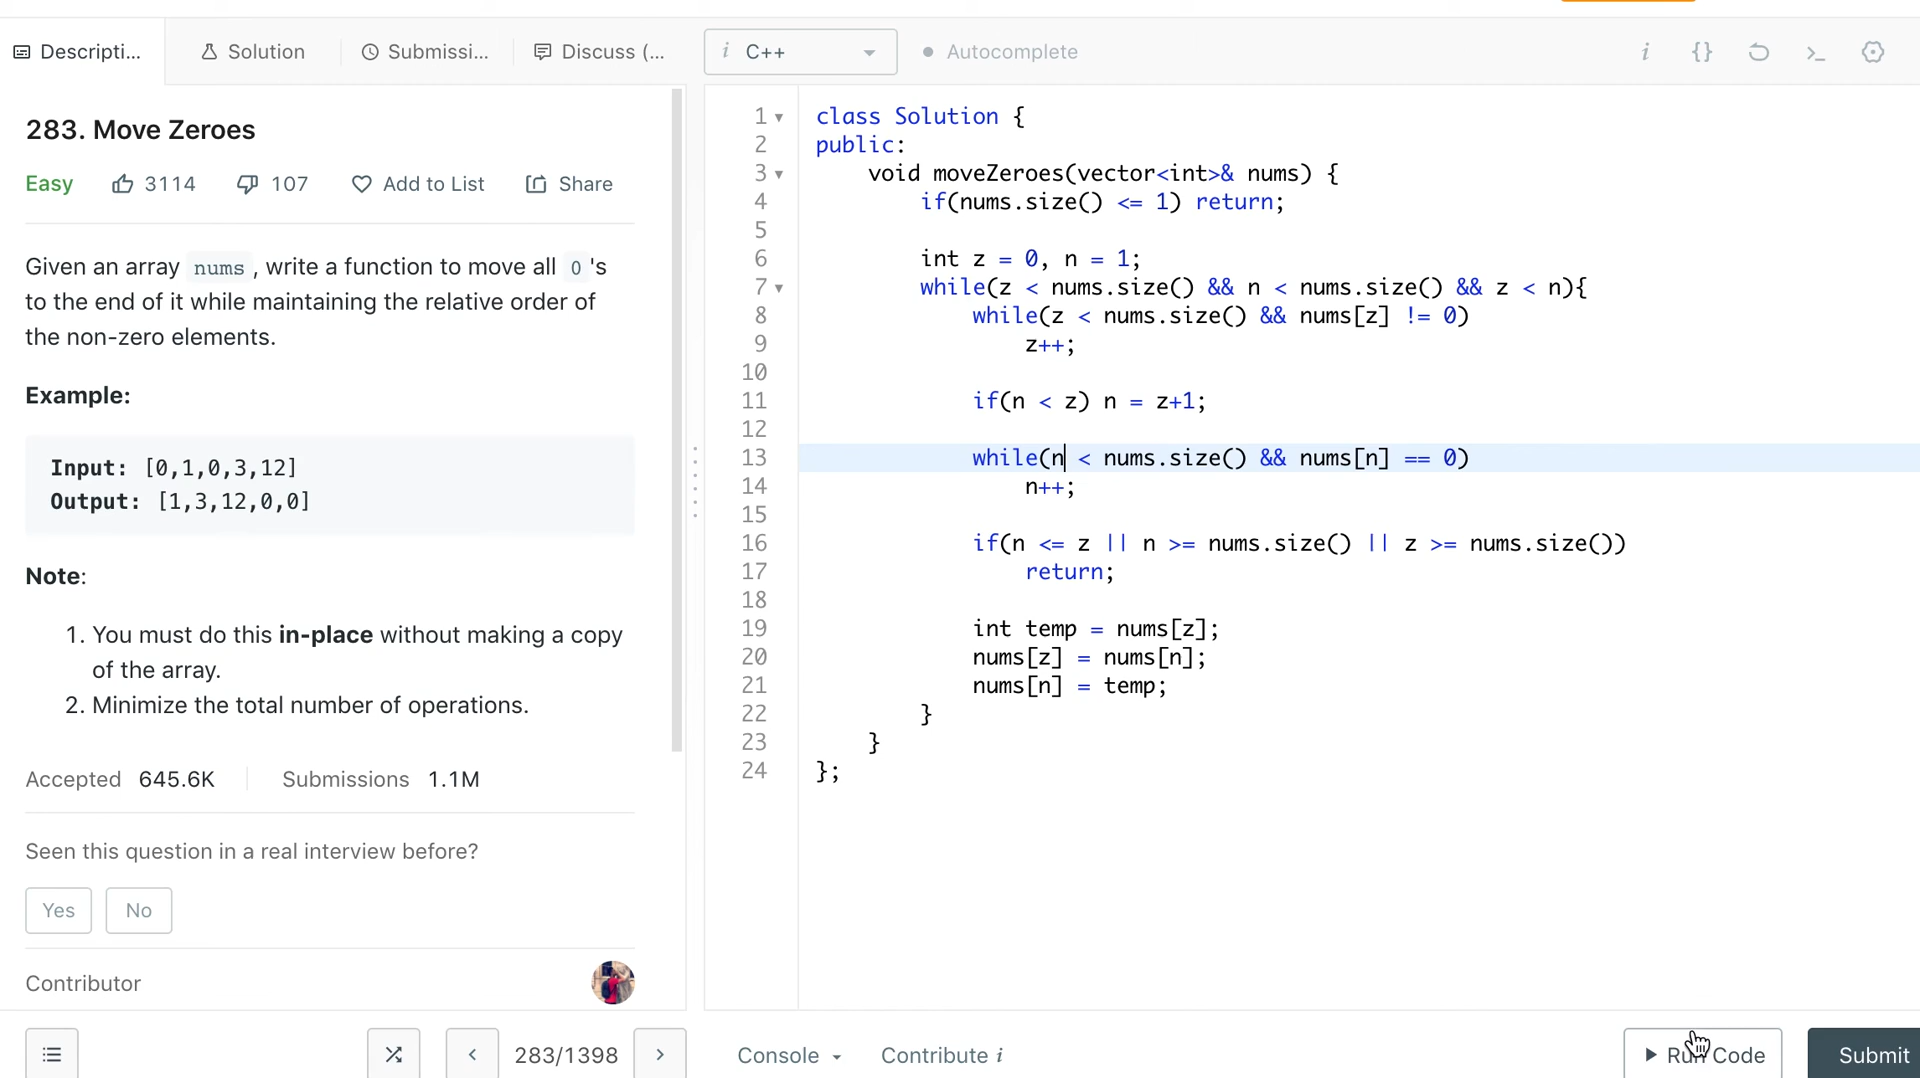 Descripti...
Solution
Submissi...
Discuss (...
i C++
Autocomplete
283. Move Zeroes
Easy 3114 107 Add to List Share
Given an array nums , write a function to move all 0 's
to the end of it while maintaining the relative order of
the non-zero elements.
Example:
Input: [0,1,0,3,12]
Output: [1,3,12,0,0]
Note:
1. You must do this in-place without making a copy
of the array.
2. Minimize the total number of operations.
Accepted 645.6K Submissions 1.1M
Seen this question in a real interview before?
Yes No
Contributor
283/1398
1 class Solution {
2 public:
3 void moveZeroes(vector<int>& nums) {
4 if(nums.size() <= 1) return;
5
6 int z = 0, n = 1;
7 while(z < nums.size() && n < nums.size() && z < n){
8 while(z < nums.size() && nums[z] != 0)
9 z++;
10
11 if(n < z) n = z+1;
12
13 while(n < nums.size() && nums[n] == 0)
14 n++;
15
16 if(n <= z || n >= nums.size() || z >= nums.size())
17 return;
18
19 int temp = nums[z];
20 nums[z] = nums[n];
21 nums[n] = temp;
22 }
23 }
24 };
Console
Contribute i
Run Code
Submit